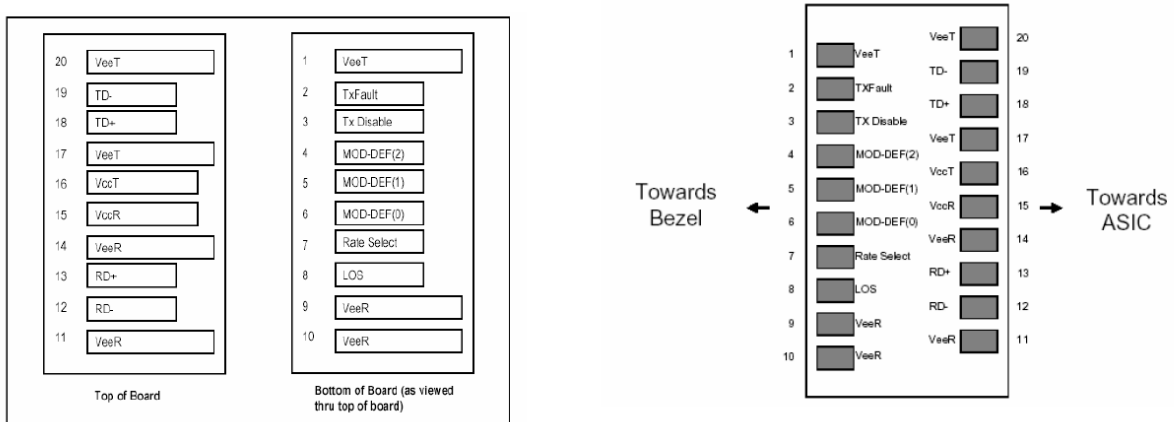 20 VeeT
19 TD-
18 TD+
17 VeeT
16 VccT
15 VccR
14 VeeR
13 RD+
12 RD-
11 VeeR
Top of Board
1 VeeT
2 TxFault
3 Tx Disable
4 MOD-DEF(2)
5 MOD-DEF(1)
6 MOD-DEF(0)
7 Rate Select
8 LOS
9 VeeR
10 VeeR
Bottom of Board (as viewed
thru top of board)
Towards
Bezel
1 VeeT
2 TXFault
3 TX Disable
4 MOD-DEF(2)
5 MOD-DEF(1)
6 MOD-DEF(0)
7 Rate Select
8 LOS
9 VeeR
10 VeeR
VeeT 20
TD- 19
TD+ 18
VeeT 17
VccT 16
VccR 15
VeeR 14
RD+ 13
RD- 12
VeeR 11
Towards
ASIC